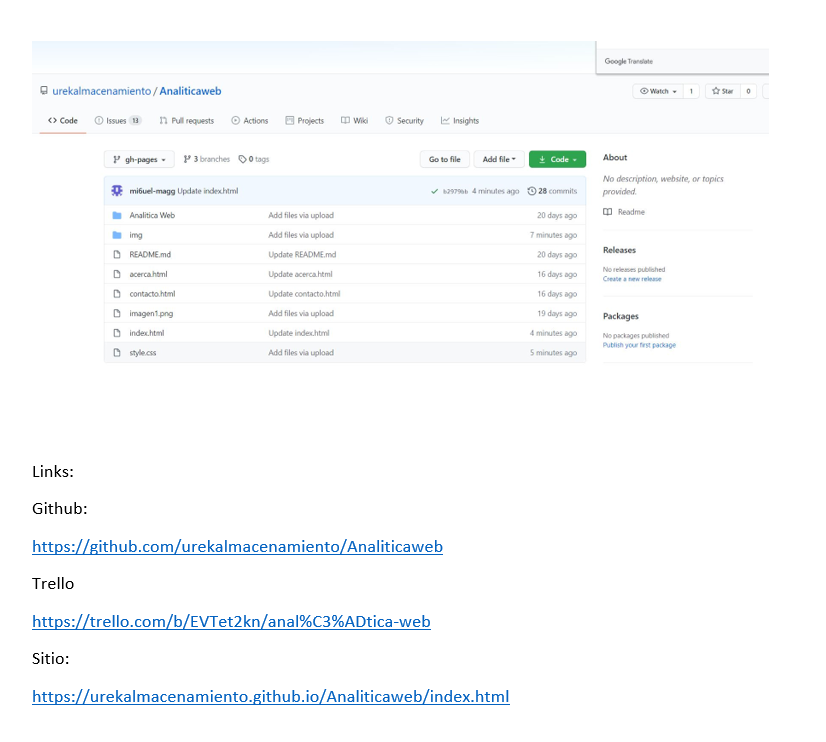 Google Translate
urekalmacenamiento / Analiticaweb
Watch 1 Star 0
Code Issues 13 Pull requests Actions Projects Wiki Security Insights
gh-pages 3 branches 0 tags Go to file Add file Code
mi6uel-magg Update index.html b2979bb 4 minutes ago 28 commits
Analítica Web Add files via upload 20 days ago
img Add files via upload 7 minutes ago
README.md Update README.md 20 days ago
acerca.html Update acerca.html 16 days ago
contacto.html Update contacto.html 16 days ago
imagen1.png Add files via upload 19 days ago
index.html Update index.html 4 minutes ago
style.css Add files via upload 5 minutes ago
About
No description, website, or topics
provided.
Readme
Releases
No releases published
Create a new release
Packages
No packages published
Publish your first package
Links:
Github:
https://github.com/urekalmacenamiento/Analiticaweb
Trello
https://trello.com/b/EVTet2kn/anal%C3%ADtica-web
Sitio:
https://urekalmacenamiento.github.io/Analiticaweb/index.html